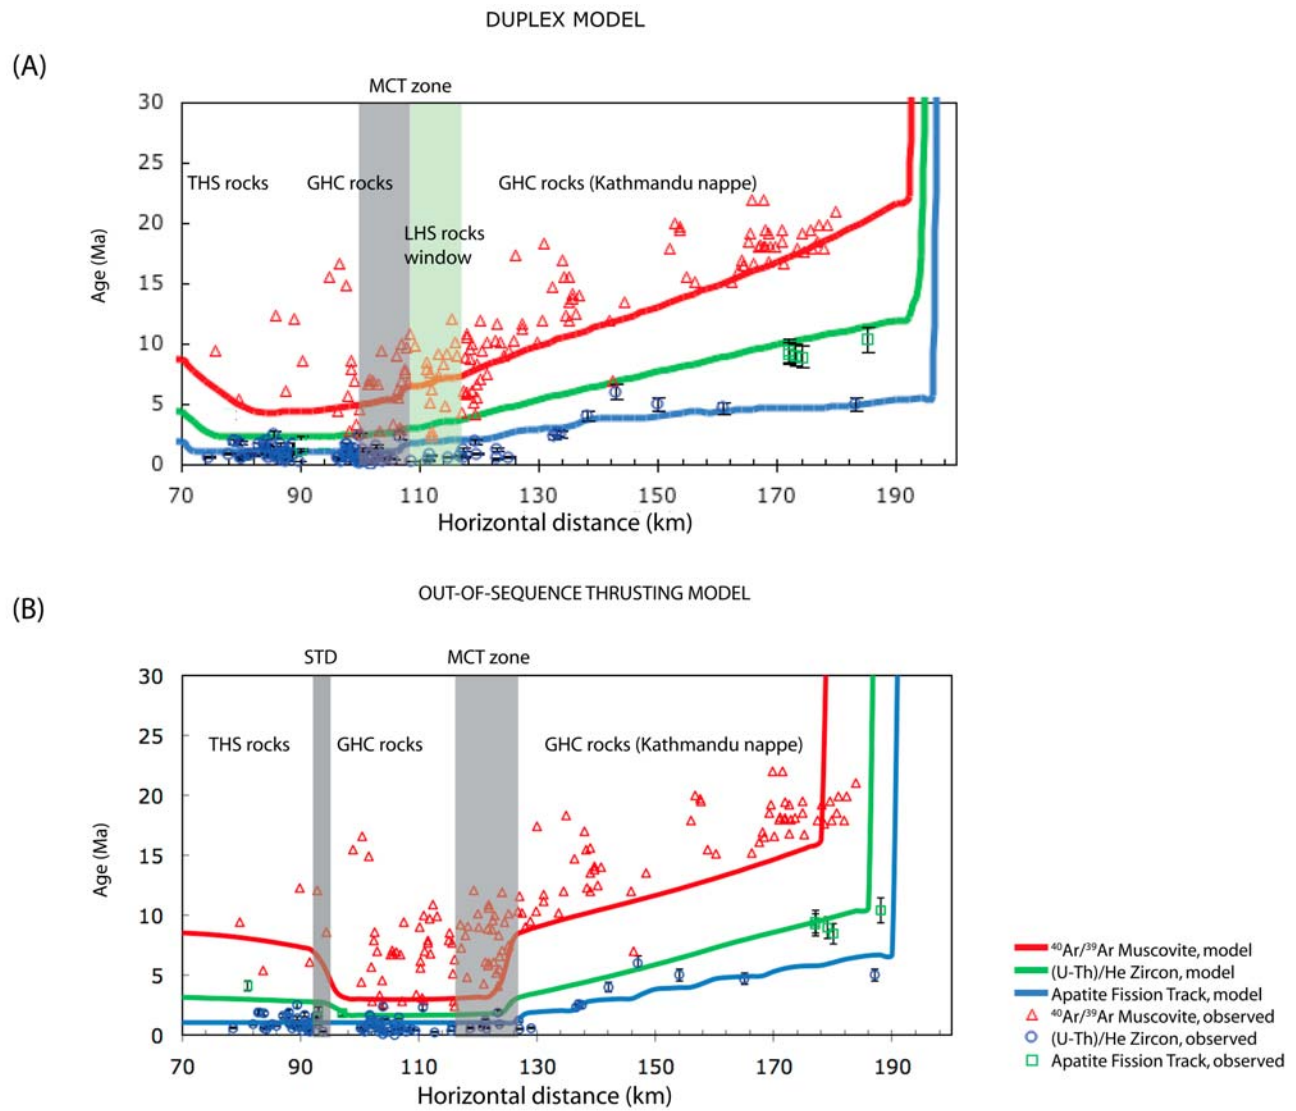 DUPLEX MODEL
(A)
MCT zone
30
25
20
15
10
5
0
Age (Ma)
THS rocks
GHC rocks
GHC rocks (Kathmandu nappe)
LHS rocks
window
70 90 110 130 150 170 190
Horizontal distance (km)
OUT-OF-SEQUENCE THRUSTING MODEL
(B)
STD
MCT zone
30
25
20
15
10
5
0
Age (Ma)
THS rocks
GHC rocks
GHC rocks (Kathmandu nappe)
70 90 110 130 150 170 190
Horizontal distance (km)
⁴⁰Ar/³⁹Ar Muscovite, model
(U-Th)/He Zircon, model
Apatite Fission Track, model
⁴⁰Ar/³⁹Ar Muscovite, observed
(U-Th)/He Zircon, observed
Apatite Fission Track, observed